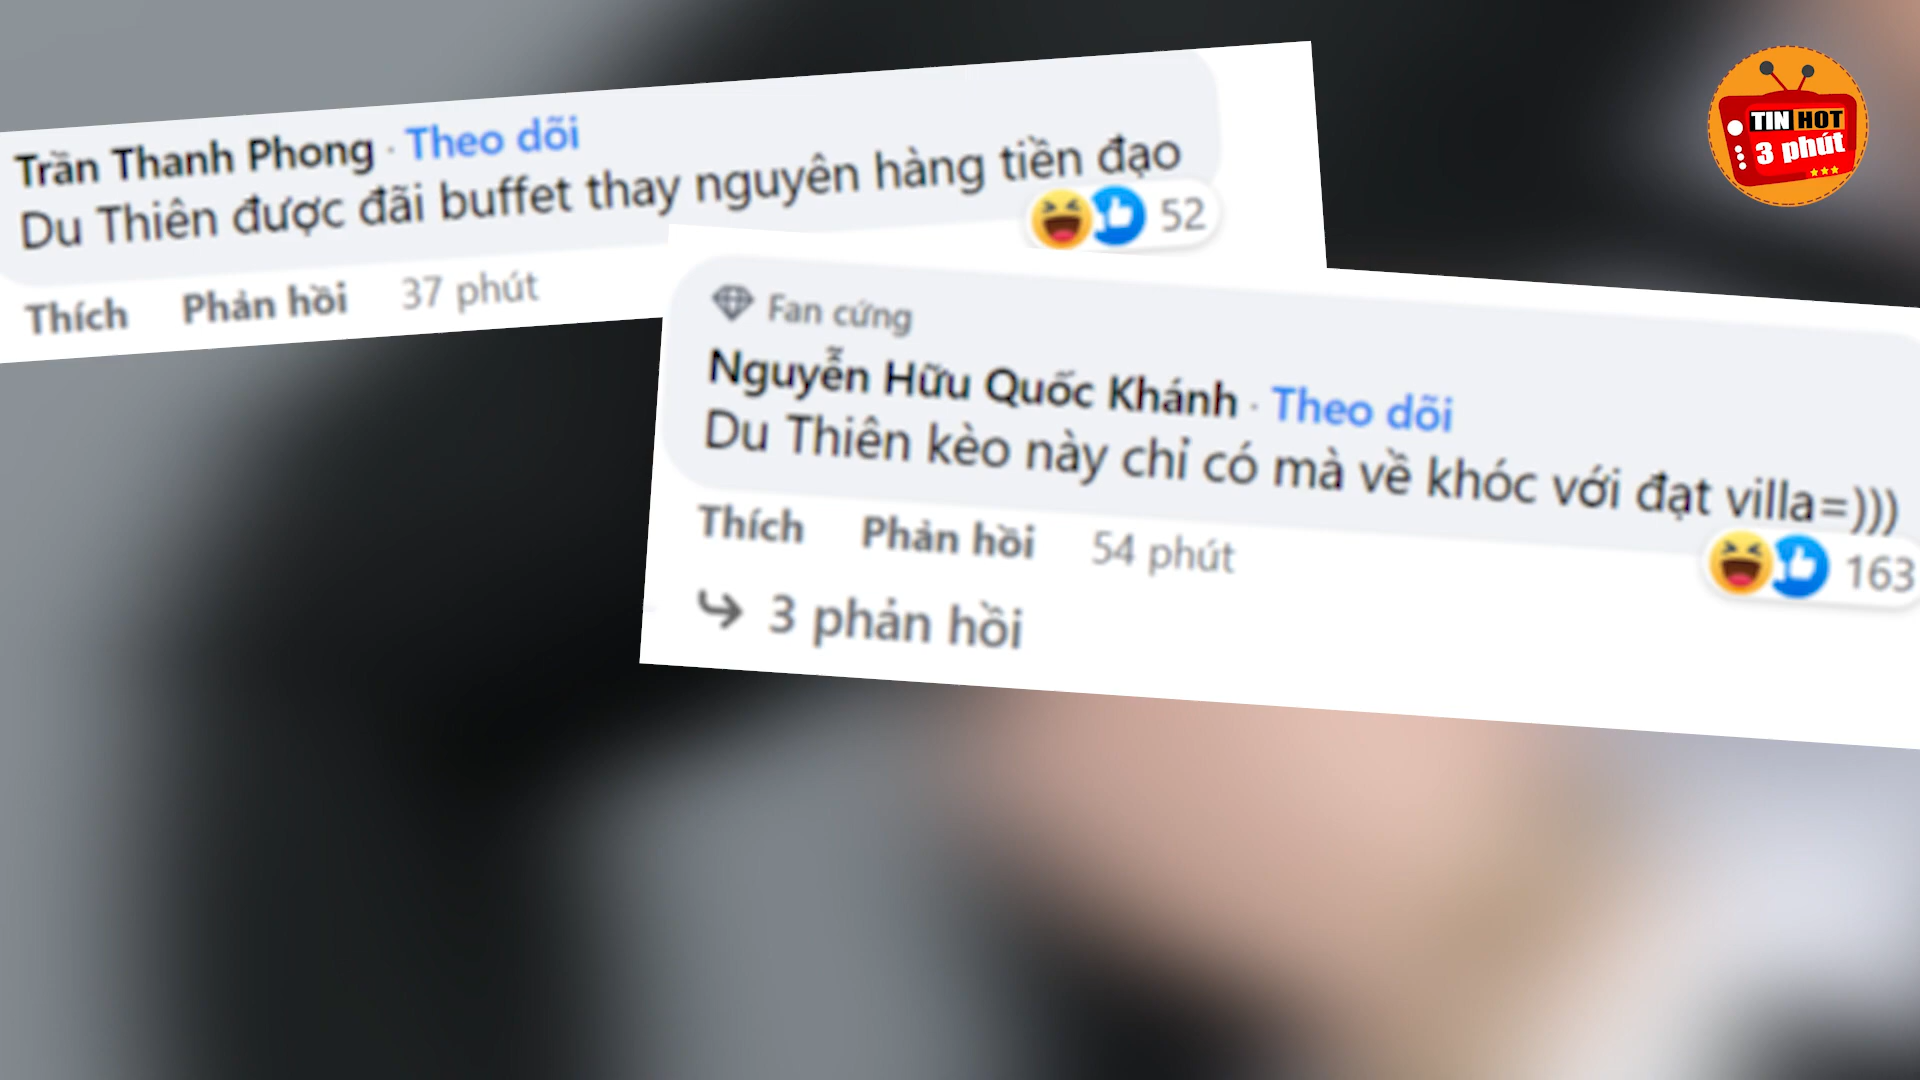 TIN HOT
3 phút
Trần Thanh Phong · Theo dõi
Du Thiên được đãi buffet thay nguyên hàng tiền đạo
52
Thích Phản hồi 37 phút
Fan cứng
Nguyễn Hữu Quốc Khánh · Theo dõi
Du Thiên kèo này chỉ có mà về khóc với đạt villa=)))
Thích Phản hồi 54 phút
163
3 phản hồi